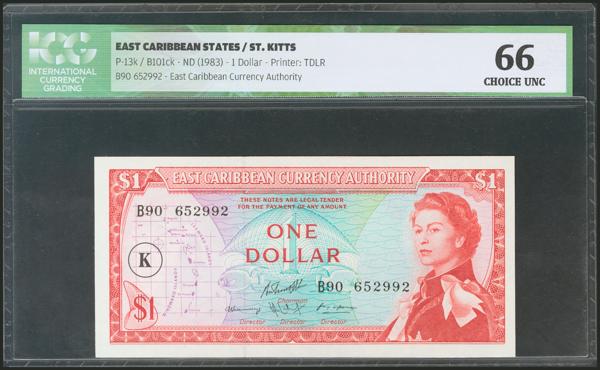 ICG
INTERNATIONAL
CURRENCY
GRADING
EAST CARIBBEAN STATES / ST. KITTS
P-13k / B101ck - ND (1983) - 1 Dollar - Printer: TDLR
B90 652992 - East Caribbean Currency Authority
66
CHOICE UNC
EAST CARIBBEAN CURRENCY AUTHORITY
$1
$1
THESE NOTES ARE LEGAL TENDER
FOR THE PAYMENT OF ANY AMOUNT
B90 652992
ONE
DOLLAR
K
B90 652992
Chairman
$1
Director Director Director